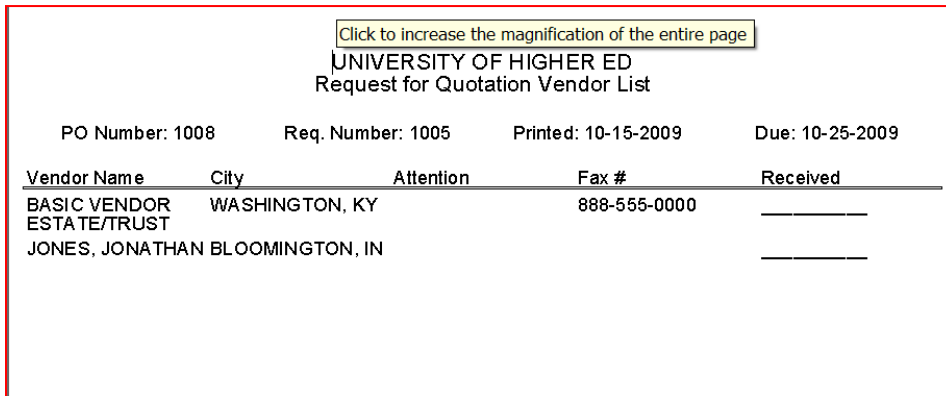 Click to increase the magnification of the entire page
UNIVERSITY OF HIGHER ED
Request for Quotation Vendor List
PO Number: 1008 Req. Number: 1005 Printed: 10-15-2009 Due: 10-25-2009
Vendor Name City Attention Fax # Received
BASIC VENDOR WASHINGTON, KY 888-555-0000
ESTATE/TRUST
JONES, JONATHAN BLOOMINGTON, IN